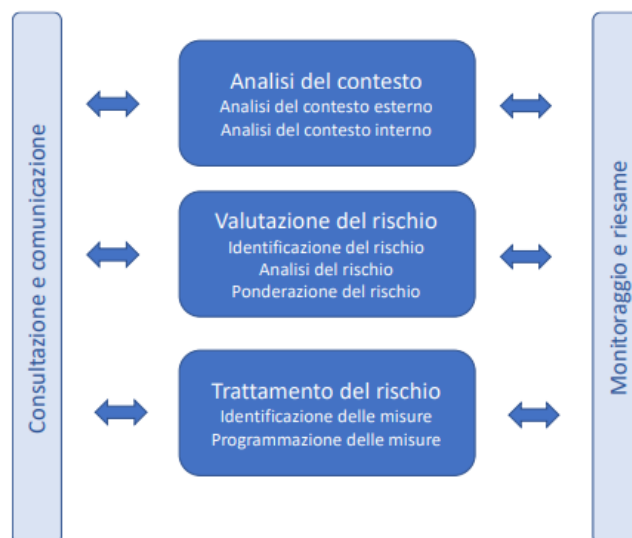 Consultazione e comunicazione
Analisi del contesto
Analisi del contesto esterno
Analisi del contesto interno
Valutazione del rischio
Identificazione del rischio
Analisi del rischio
Ponderazione del rischio
Trattamento del rischio
Identificazione delle misure
Programmazione delle misure
Monitoraggio e riesame